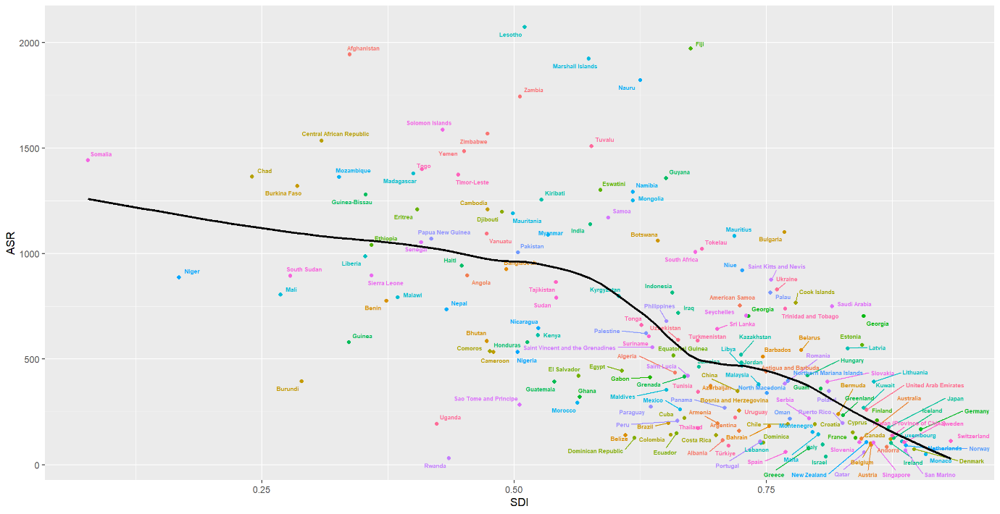 2000
1500
1000
500
0
ASR
0.25
0.50
0.75
SDI
Lesotho
Afghanistan
Fiji
Marshall Islands
Nauru
Zambia
Solomon Islands
Central African Republic
Zimbabwe
Tuvalu
Somalia
Yemen
Togo
Chad
Mozambique
Madagascar
Timor-Leste
Guyana
Burkina Faso
Eswatini
Namibia
Guinea-Bissau
Kiribati
Mongolia
Cambodia
Eritrea
Djibouti
Mauritania
Samoa
Papua New Guinea
Myanmar
India
Botswana
Mauritius
Bulgaria
Ethiopia
Vanuatu
Senegal
Pakistan
Tokelau
South Africa
Liberia
Haiti
Bangladesh
Niue
Saint Kitts and Nevis
Niger
South Sudan
Sierra Leone
Angola
Ukraine
Mali
Malawi
Tajikistan
Kyrgyzstan
Indonesia
Palau
Cook Islands
American Samoa
Benin
Nepal
Sudan
Philippines
Iraq
Seychelles
Georgia
Saudi Arabia
Trinidad and Tobago
Nicaragua
Tonga
Uzbekistan
Sri Lanka
Georgia
Guinea
Bhutan
Kenya
Palestine
Turkmenistan
Kazakhstan
Belarus
Estonia
Comoros
Honduras
Saint Vincent and the Grenadines
Suriname
Equatorial Guinea
Libya
Barbados
Latvia
Cameroon
Nigeria
Algeria
Jordan
Romania
Hungary
El Salvador
Egypt
Saint Lucia
China
Malaysia
Antigua and Barbuda
Northern Mariana Islands
Slovakia
Lithuania
Burundi
Guatemala
Gabon
Grenada
Tunisia
Azerbaijan
North Macedonia
Guam
Kuwait
United Arab Emirates
Ghana
Maldives
Sao Tome and Principe
Mexico
Panama
Bosnia and Herzegovina
Serbia
Poland
Bermuda
Greenland
Australia
Japan
Morocco
Paraguay
Armenia
Uruguay
Oman
Puerto Rico
Finland
Iceland
Germany
Uganda
Peru
Cuba
Brazil
Thailand
Argentina
Chile
Montenegro
Croatia
Cyprus
Sweden
Belize
Colombia
Costa Rica
Bahrain
Dominica
France
Canada
Luxembourg
Switzerland
Dominican Republic
Ecuador
Albania
Türkiye
Lebanon
Italy
Slovenia
Andorra
Netherlands
Norway
Rwanda
Portugal
Spain
Malta
Israel
Belgium
Ireland
Monaco
Denmark
Greece
New Zealand
Qatar
Austria
Singapore
San Marino